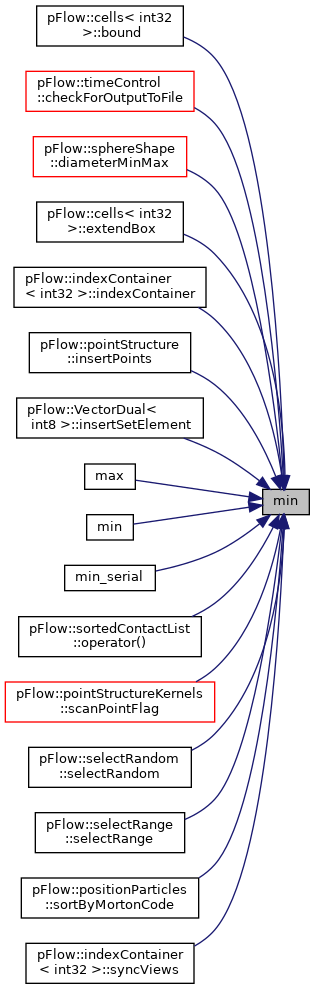 pFlow::cells< int32
>::bound
pFlow::timeControl
::checkForOutputToFile
pFlow::sphereShape
::diameterMinMax
pFlow::cells< int32
>::extendBox
pFlow::indexContainer
< int32 >::indexContainer
pFlow::pointStructure
::insertPoints
pFlow::VectorDual<
int8 >::insertSetElement
max
min
min
min_serial
pFlow::sortedContactList
::operator()
pFlow::pointStructureKernels
::scanPointFlag
pFlow::selectRandom
::selectRandom
pFlow::selectRange
::selectRange
pFlow::positionParticles
::sortByMortonCode
pFlow::indexContainer
< int32 >::syncViews